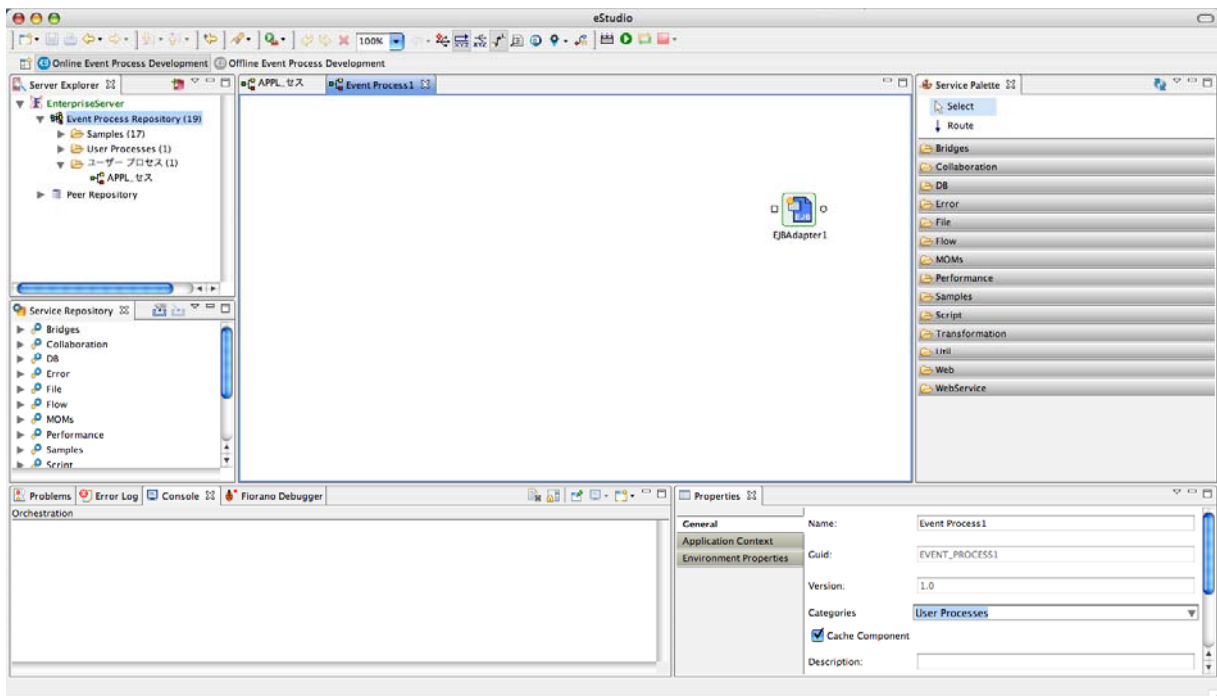 eStudio
100%
Online Event Process Development
Offline Event Process Development
Server Explorer
EnterpriseServer
Event Process Repository (19)
Samples (17)
User Processes (1)
ユーザー プロセス (1)
APPL_セス
Peer Repository
Service Repository
Bridges
Collaboration
DB
Error
File
Flow
MOMs
Performance
Samples
Script
APPL_セス
Event Process1
EJB
EJBAdapter1
Service Palette
Select
Route
Bridges
Collaboration
DB
Error
File
Flow
MOMs
Performance
Samples
Script
Transformation
Util
Web
WebService
Problems
Error Log
Console
Fiorano Debugger
Orchestration
Properties
General
Application Context
Environment Properties
Name:
Event Process1
Guid:
EVENT_PROCESS1
Version:
1.0
Categories
User Processes
Cache Component
Description: